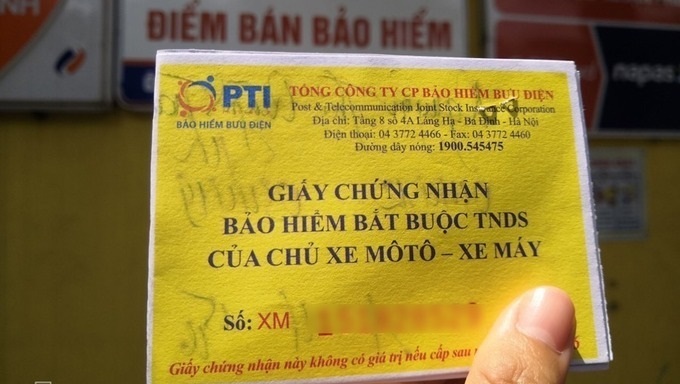 NH
ĐIỂM BÁN BẢO HIỂM
napas
PTI
BẢO HIỂM BƯU ĐIỆN
TỔNG CÔNG TY CP BẢO HIỂM BƯU ĐIỆN
Post & Telecommunication Joint Stock Insurance Corporation
Địa chỉ: Tầng 8 số 4A Láng Hạ - Ba Đình - Hà Nội
Điện thoại: 04 3772 4466 - Fax: 04 3772 4460
Đường dây nóng: 1900.545475
GIẤY CHỨNG NHẬN
BẢO HIỂM BẮT BUỘC TNDS
CỦA CHỦ XE MÔTÔ – XE MÁY
Số: XM
Giấy chứng nhận này không có giá trị nếu cấp sau